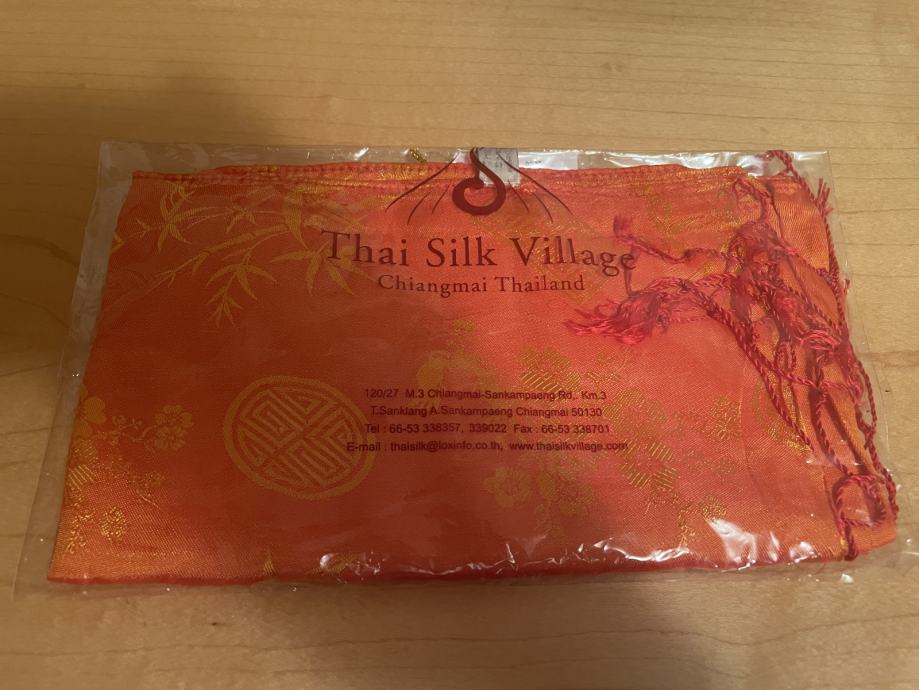 Thai Silk Village
Chiangmai Thailand
120/27 M.3 Chiangmai-Sankampaeng Rd,. Km.3
T.Sanklang A.Sankampaeng Chiangmai 50130
Tel : 66-53 338357, 339022 Fax : 66-53 338701
E-mail : thaisilk@loxinfo.co.th, www.thaisilkvillage.com